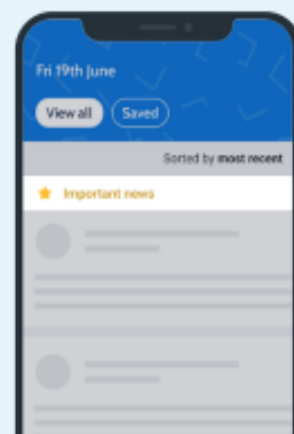 Fri 19th June
View all Saved
Sorted by most recent
Important news